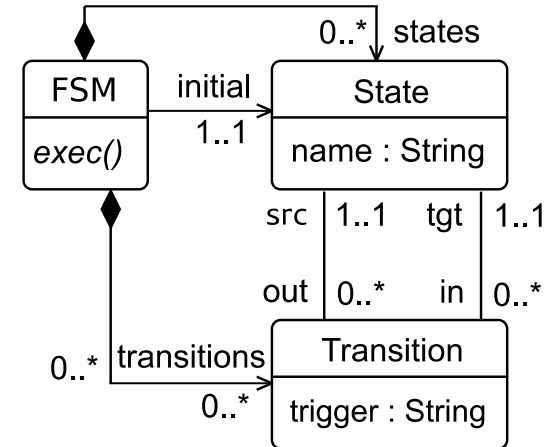 0..* states
FSM
initial
State
exec()
1..1
name : String
src 1..1 tgt 1..1
out 0..* in 0..*
0..* transitions
Transition
0..*
trigger : String